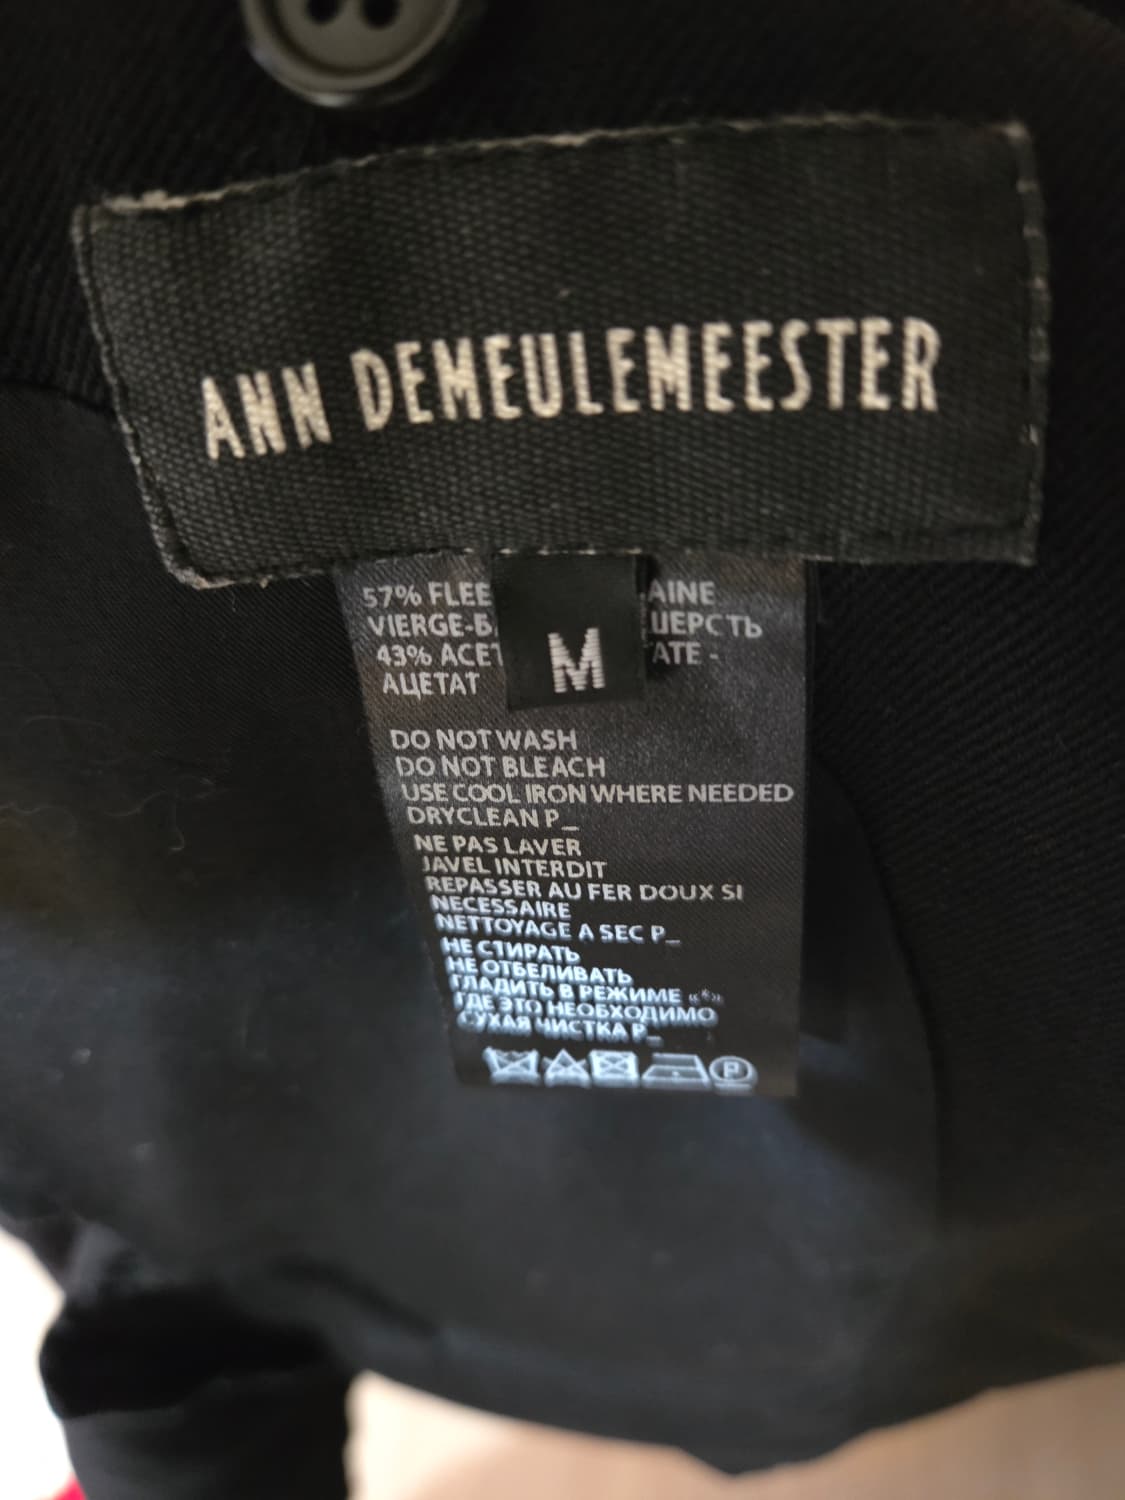 ANN DEMEULEMEESTER
57% FLEE AINE
VIERGE-Б ШЕРСТЬ
43% ACET ATE -
АЦЕТАТ
M
DO NOT WASH
DO NOT BLEACH
USE COOL IRON WHERE NEEDED
DRYCLEAN P_
NE PAS LAVER
JAVEL INTERDIT
REPASSER AU FER DOUX SI
NECESSAIRE
NETTOYAGE A SEC P_
НЕ СТИРАТЬ
НЕ ОТБЕЛИВАТЬ
ГЛАДИТЬ В РЕЖИМЕ «*»
ГДЕ ЭТО НЕОБХОДИМО
СУХАЯ ЧИСТКА P_
P